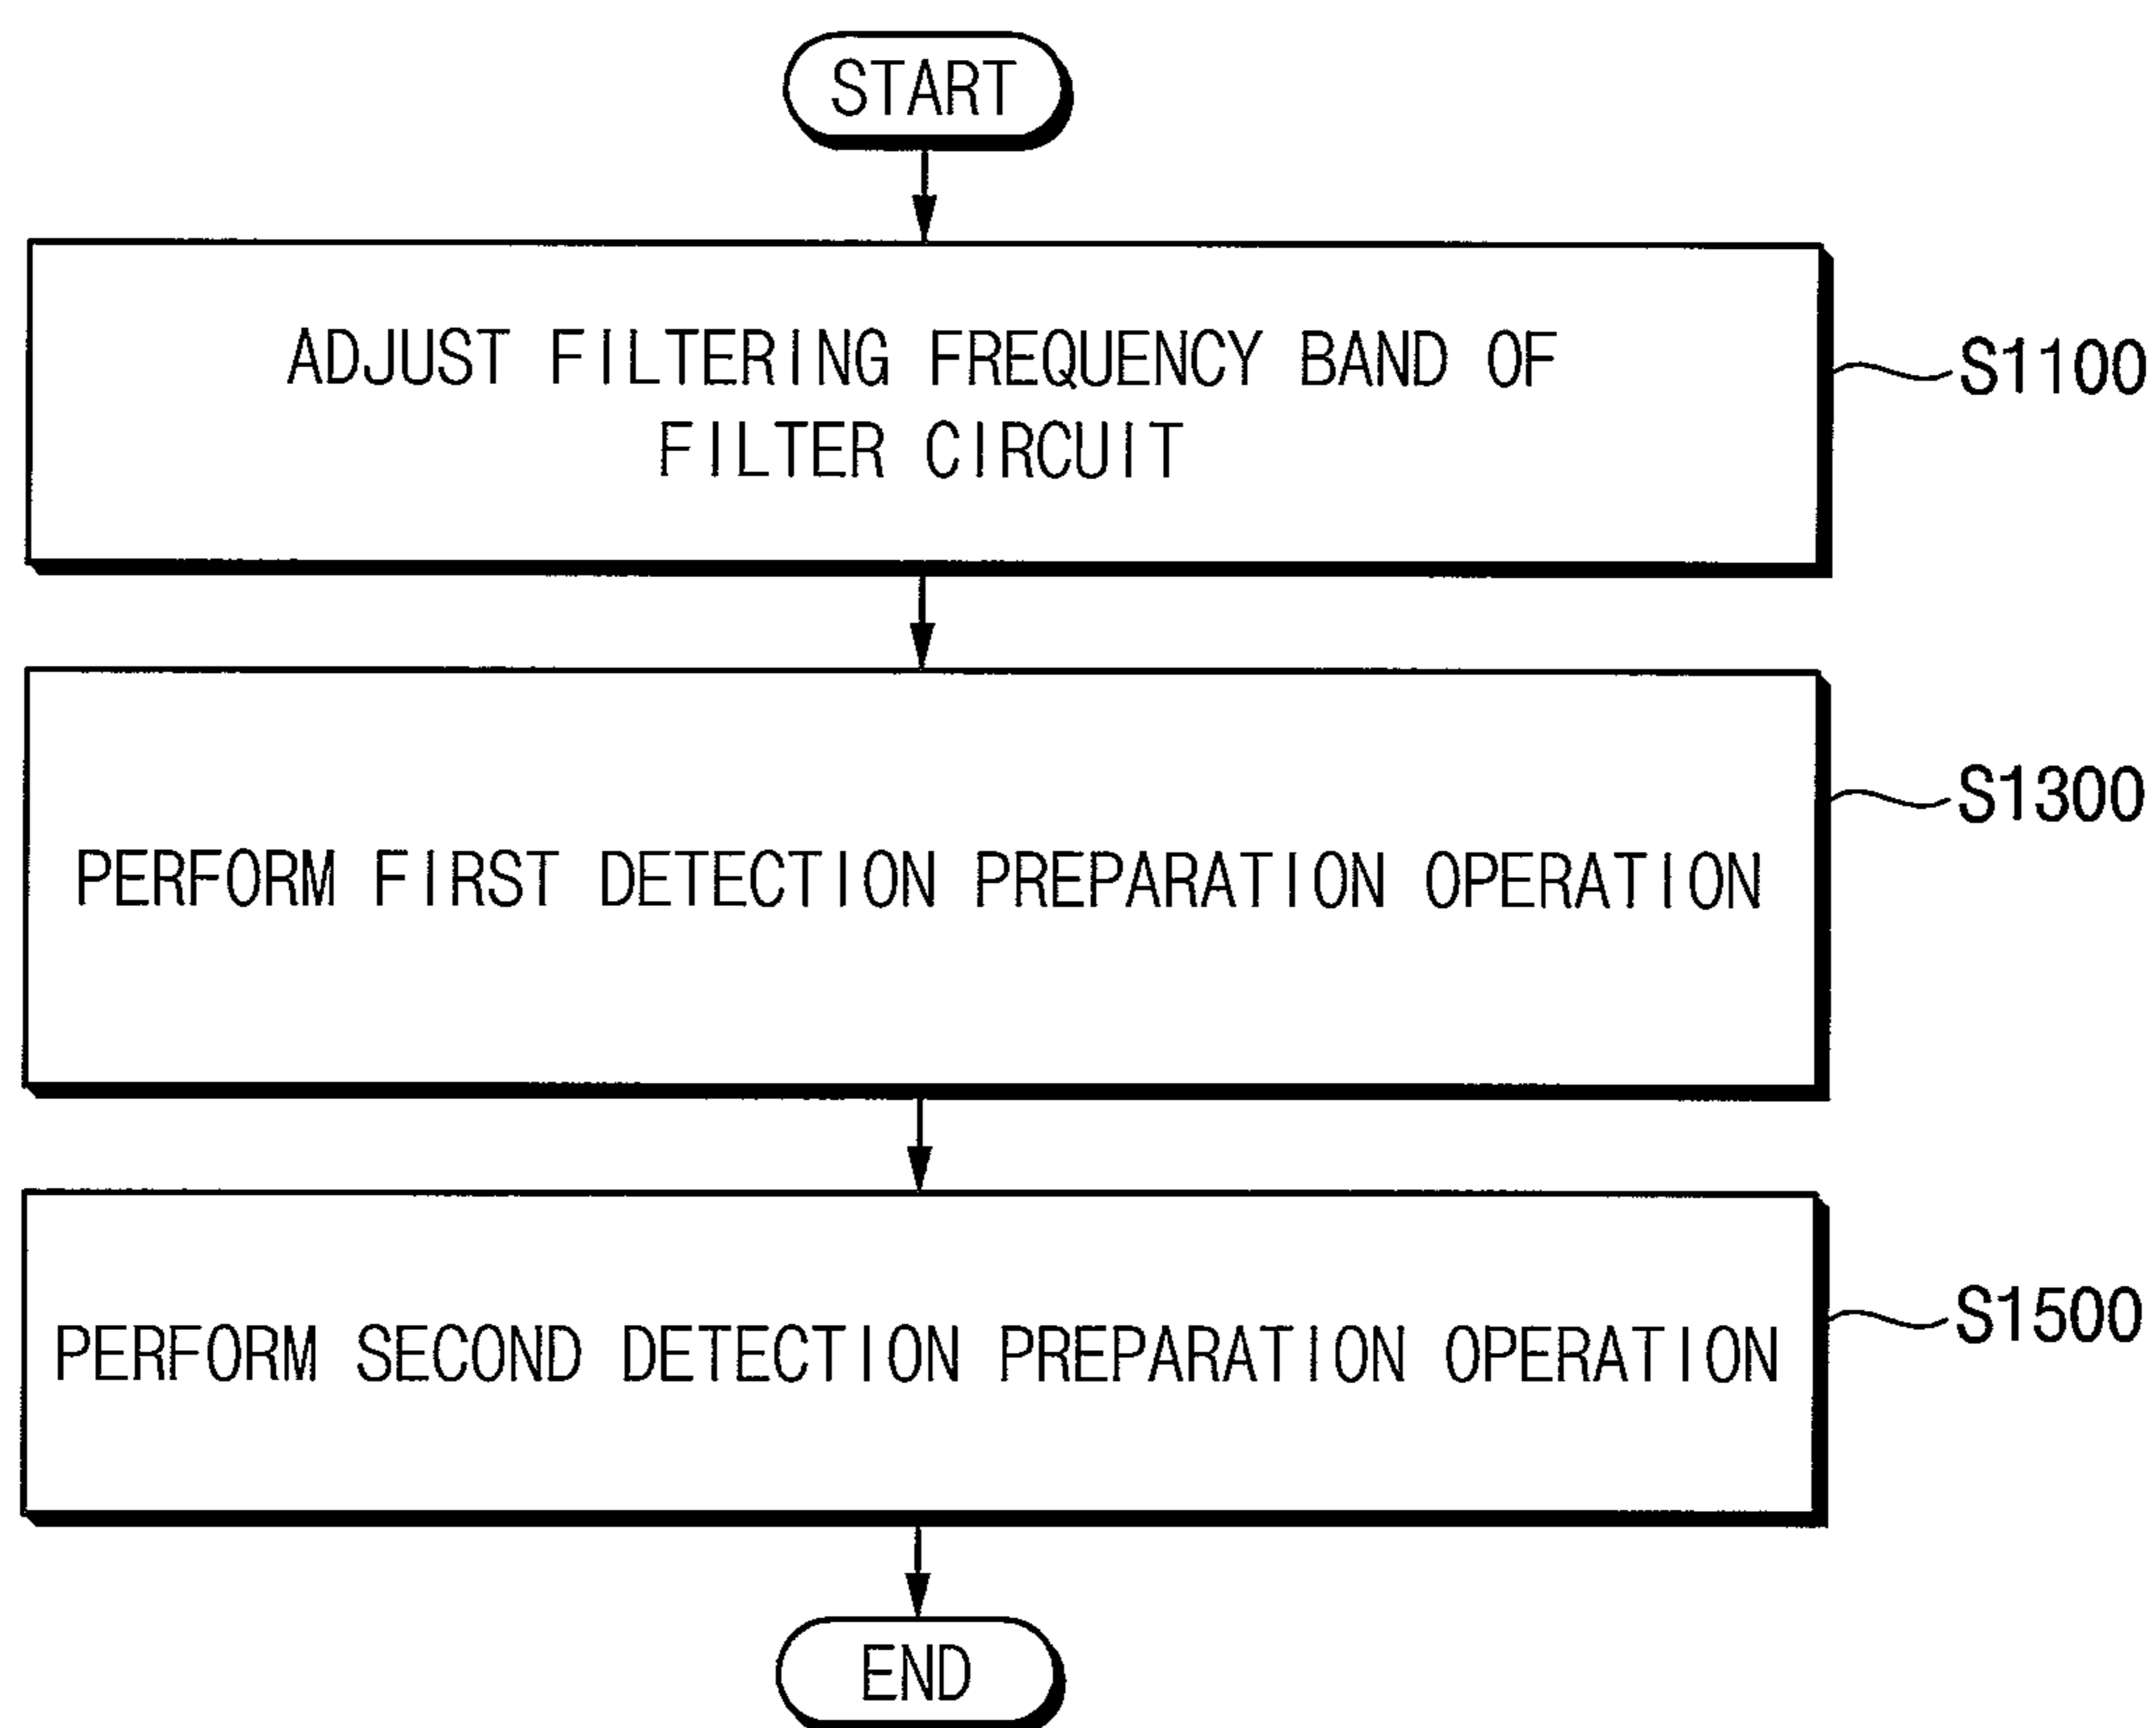 START
ADJUST FILTERING FREQUENCY BAND OF
FILTER CIRCUIT
S1100
PERFORM FIRST DETECTION PREPARATION OPERATION
S1300
PERFORM SECOND DETECTION PREPARATION OPERATION
S1500
END